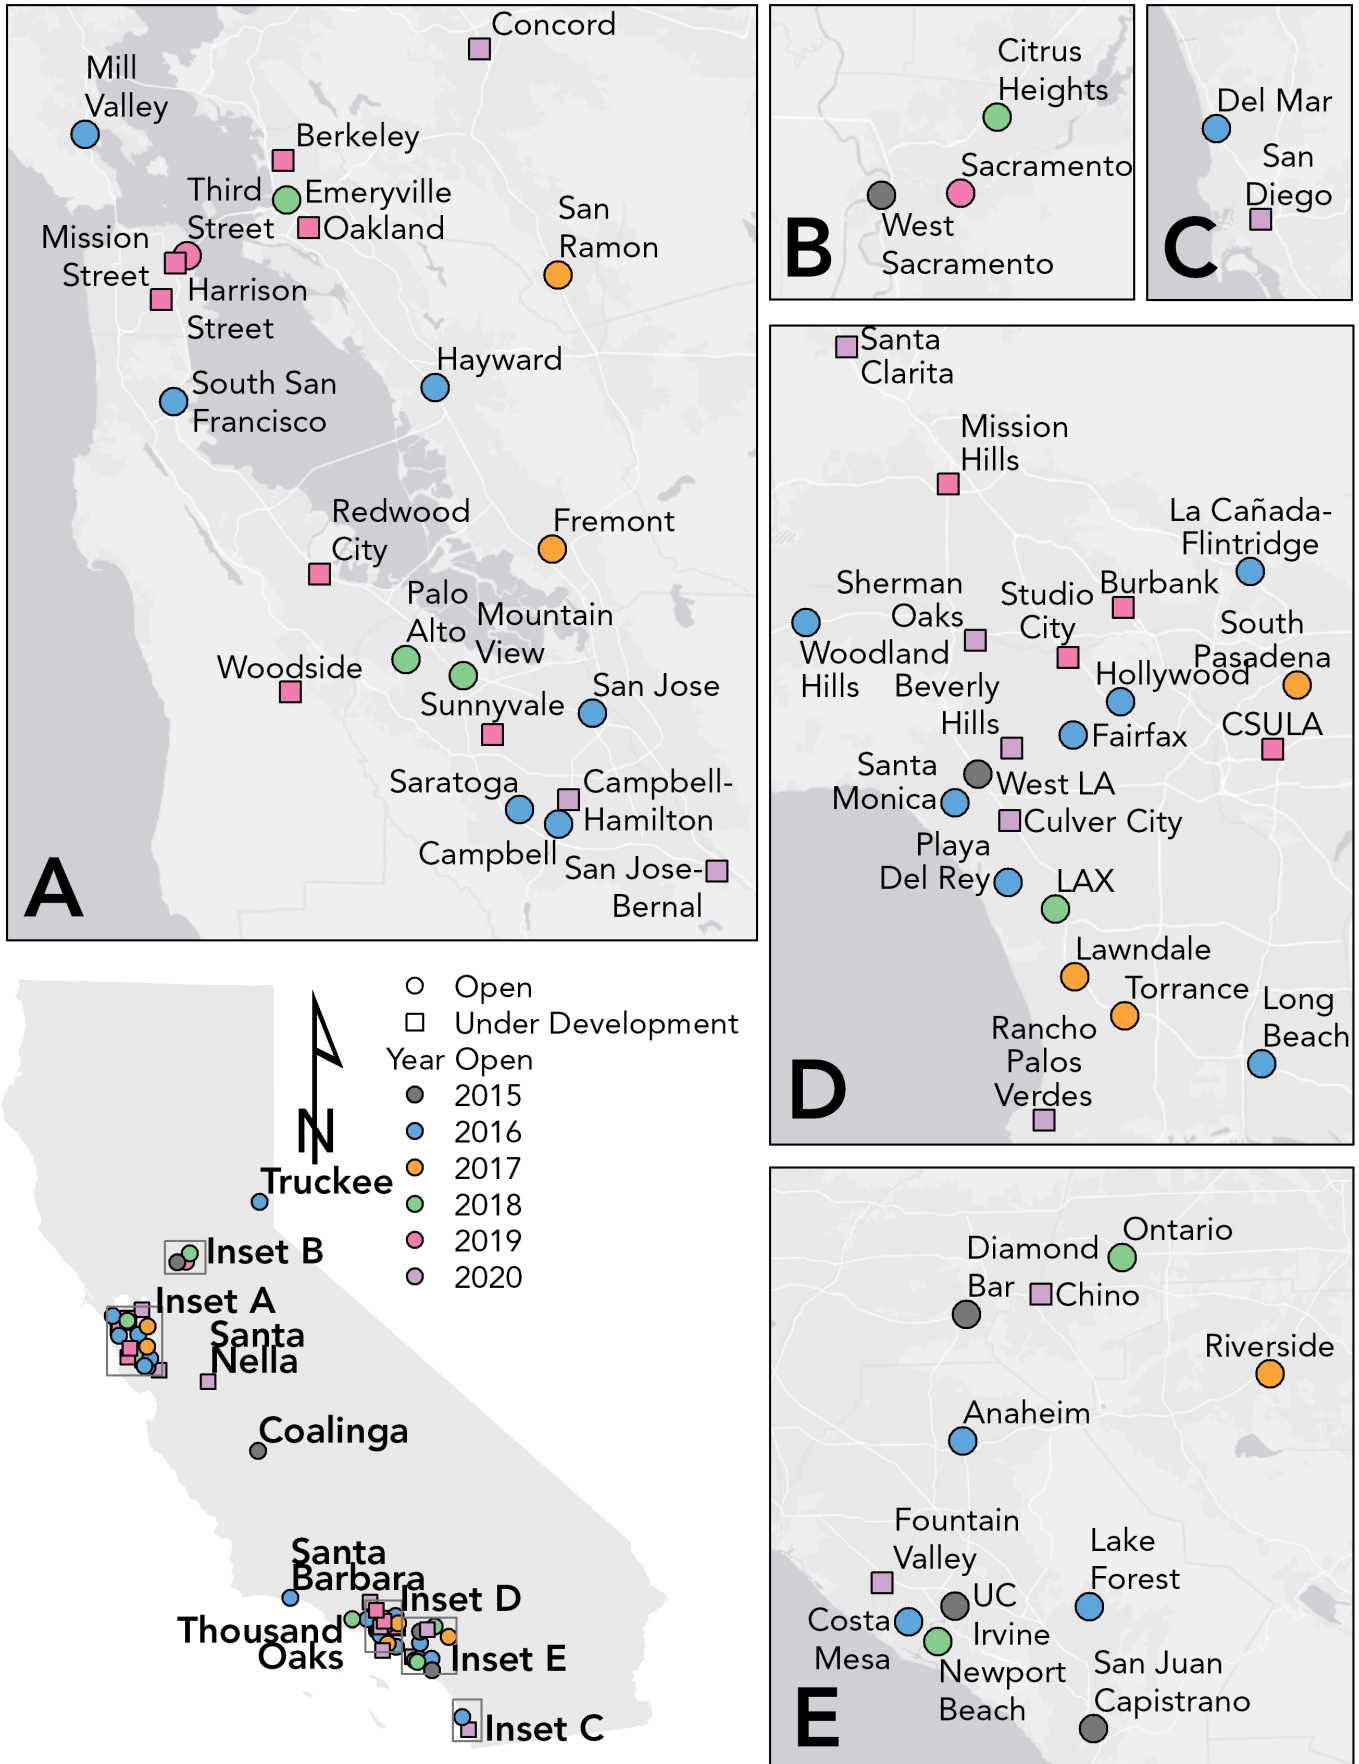 Concord
Mill
Valley
Berkeley
Third
Street
Emeryville
Oakland
Mission
Street
Harrison
Street
San
Ramon
South San
Francisco
Hayward
Redwood
City
Fremont
Palo
Alto
Mountain
View
Woodside
Sunnyvale
San Jose
Saratoga
Campbell-
Hamilton
Campbell
San Jose-
Bernal
A
Citrus
Heights
Sacramento
West
Sacramento
B
Del Mar
San
Diego
C
Santa
Clarita
Mission
Hills
La Cañada-
Flintridge
Sherman
Oaks
Studio
City
Burbank
South
Pasadena
Woodland
Hills
Beverly
Hills
Hollywood
Fairfax
CSULA
Santa
Monica
West LA
Culver City
Playa
Del Rey
LAX
Lawndale
Torrance
Long
Beach
Rancho
Palos
Verdes
D
Open
Under Development
Year Open
2015
2016
2017
2018
2019
2020
N
Truckee
Inset B
Inset A
Santa
Nella
Coalinga
Santa
Barbara
Inset D
Thousand
Oaks
Inset E
Inset C
Ontario
Diamond
Bar
Chino
Riverside
Anaheim
Fountain
Valley
Lake
Forest
UC
Irvine
Costa
Mesa
Newport
Beach
San Juan
Capistrano
E